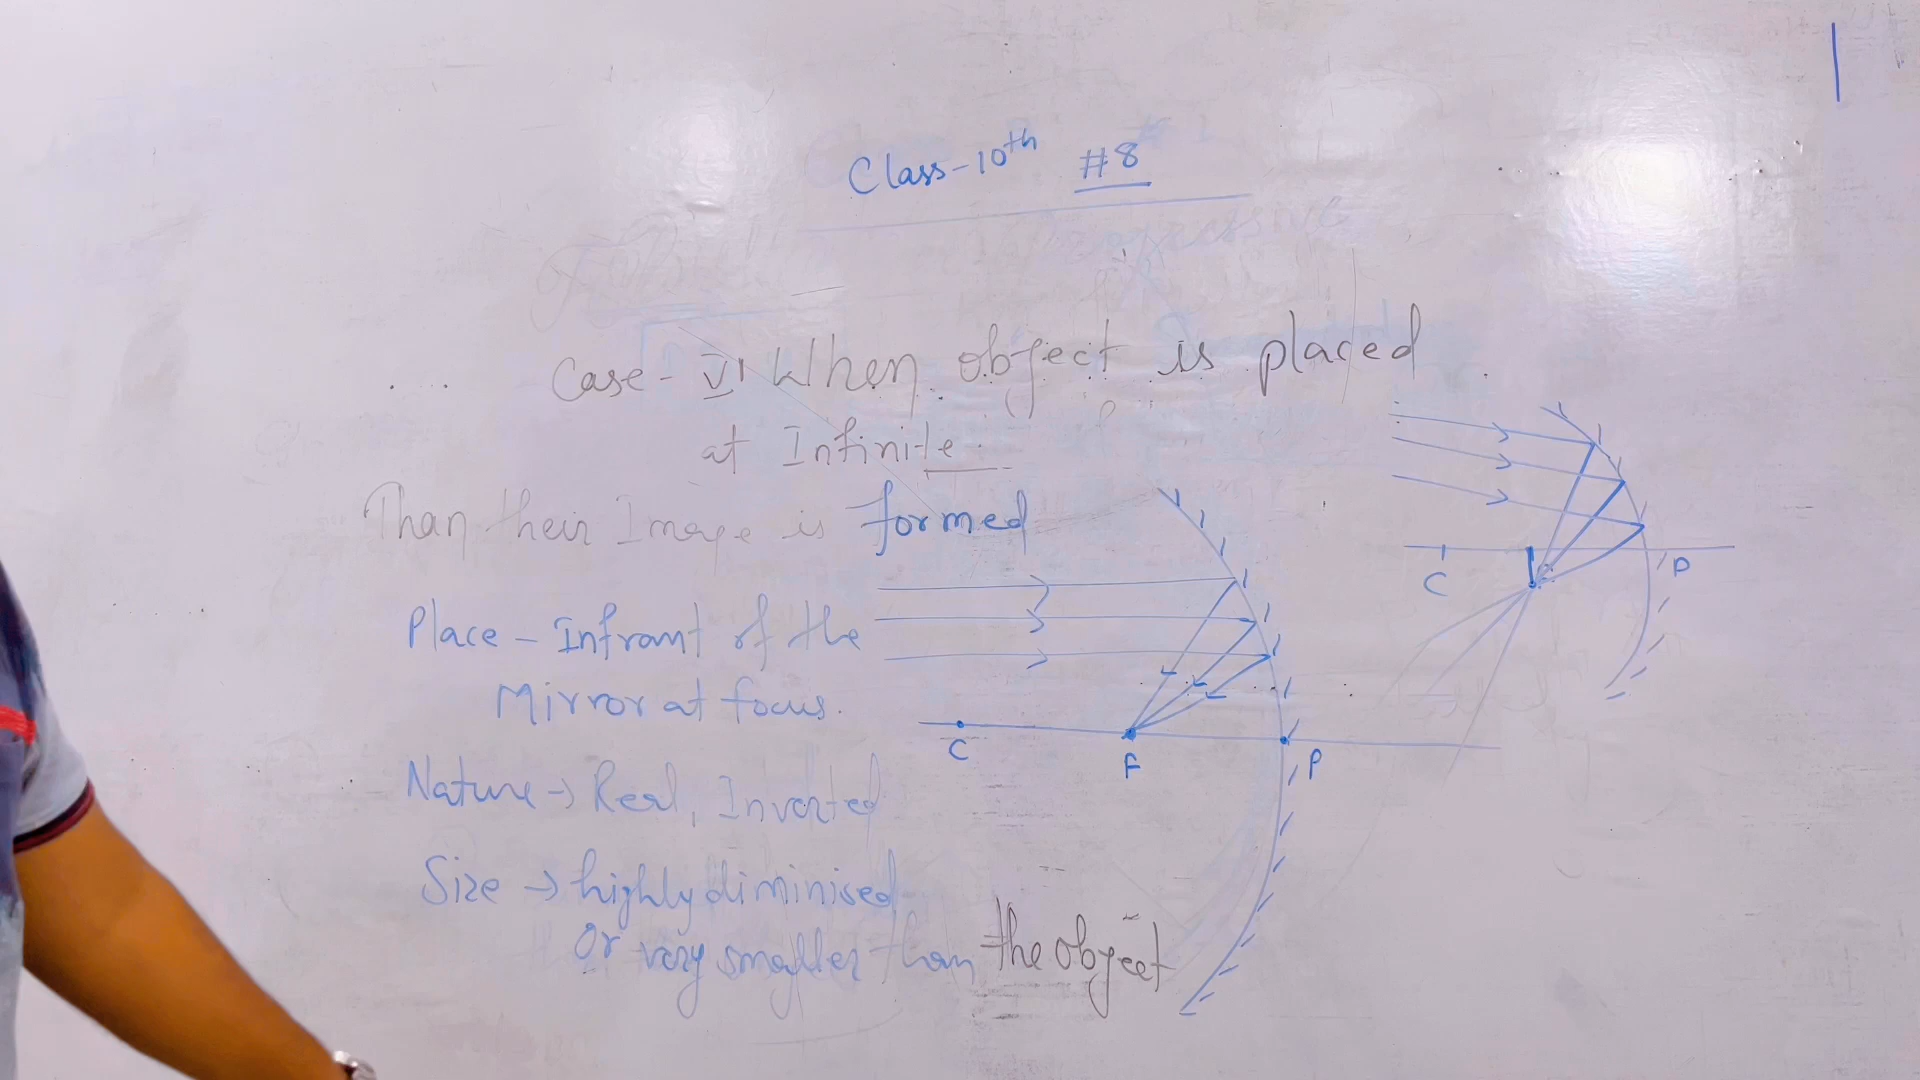 Class-10th #8
Case-VI When object is placed
at Infinite
Than their Image is formed
Place - Infront of the
Mirror at focus.
Nature → Real, Inverted
Size → highly diminised
Or very smaller than the object
C
F
P
C
P